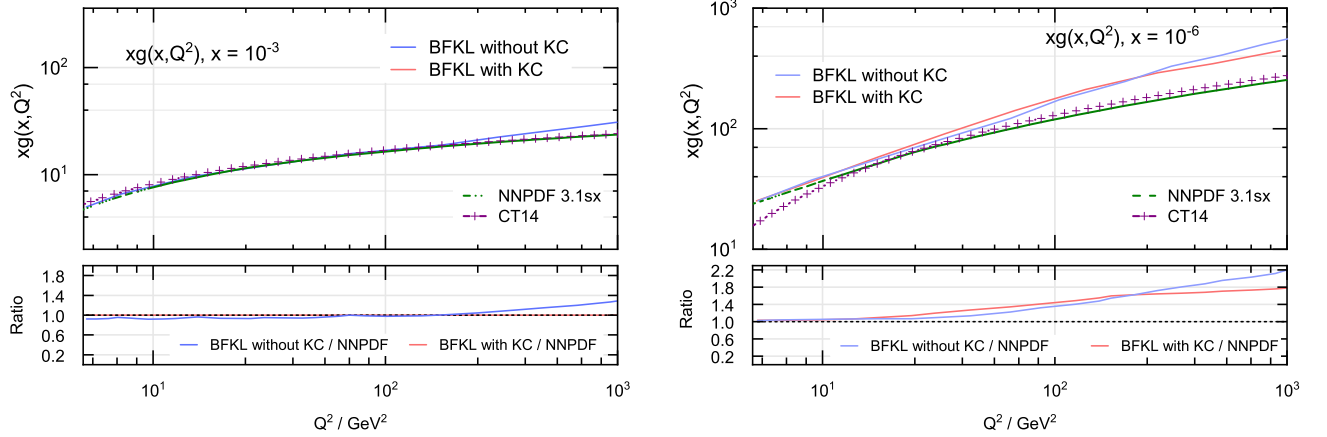 xg(x,Q²), x = 10⁻³
BFKL without KC
BFKL with KC
10²
10¹
xg(x,Q²)
NNPDF 3.1sx
CT14
1.8
1.4
1.0
0.6
0.2
Ratio
BFKL without KC / NNPDF
BFKL with KC / NNPDF
10¹ 10² 10³
Q² / GeV²
10³
xg(x,Q²), x = 10⁻⁶
BFKL without KC
BFKL with KC
10²
xg(x,Q²)
NNPDF 3.1sx
CT14
10¹
2.2
1.8
1.4
1.0
0.6
0.2
Ratio
BFKL without KC / NNPDF
BFKL with KC / NNPDF
10¹ 10² 10³
Q² / GeV²